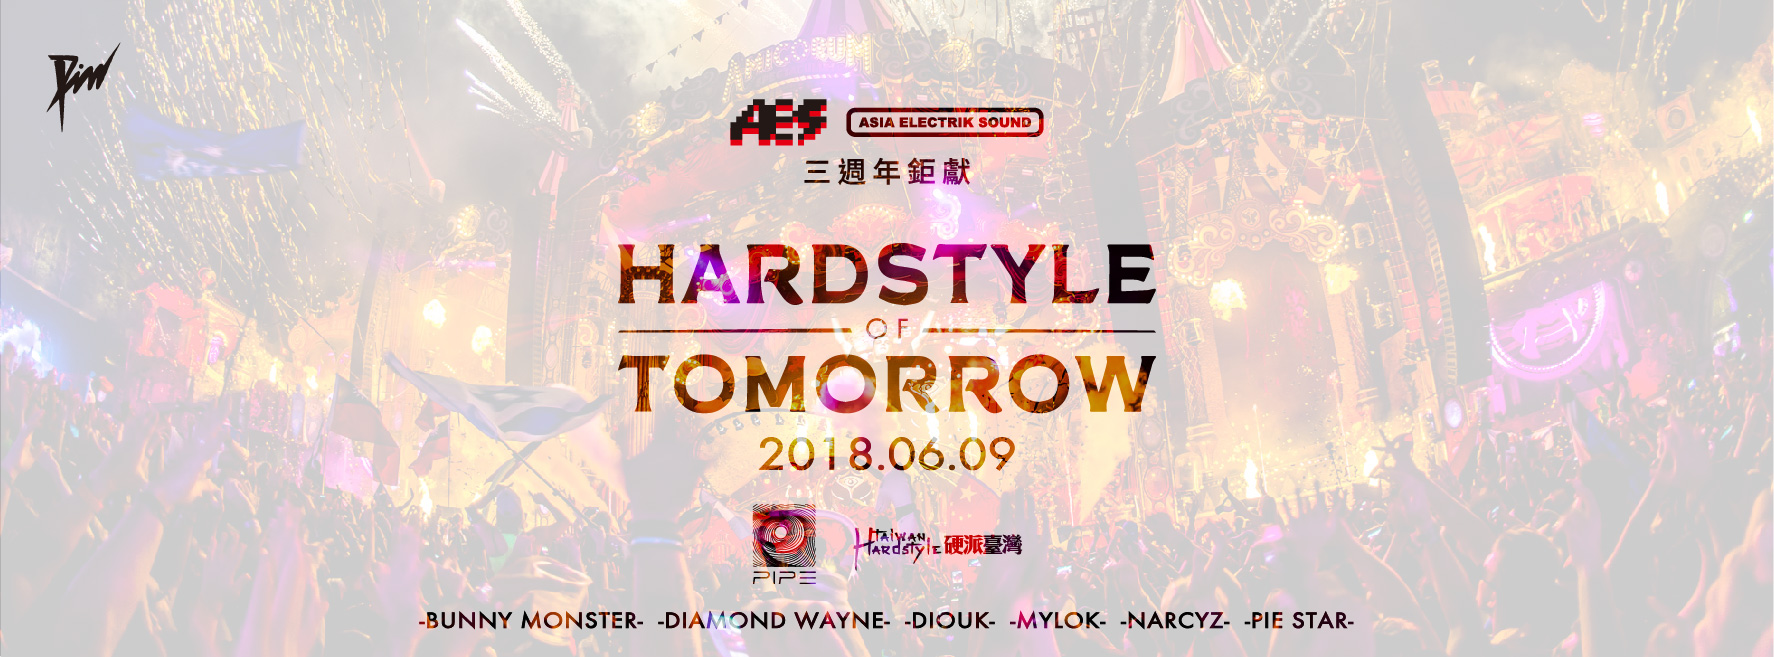 AES ASIA ELECTRIK SOUND
三週年鉅獻
HARDSTYLE
OF
TOMORROW
2018.06.09
PIPE
TAIWAN
HARDSTYLE 硬派臺灣
-BUNNY MONSTER- -DIAMOND WAYNE- -DIOUK- -MYLOK- -NARCYZ- -PIE STAR-